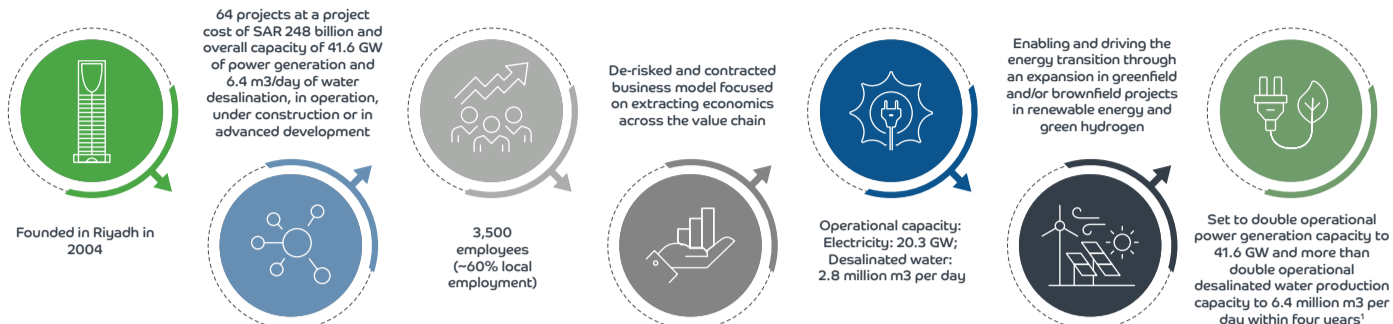 Founded in Riyadh in
2004
64 projects at a project
cost of SAR 248 billion and
overall capacity of 41.6 GW
of power generation and
6.4 m3/day of water
desalination, in operation,
under construction or in
advanced development
3,500
employees
(~60% local
employment)
De-risked and contracted
business model focused
on extracting economics
across the value chain
Operational capacity:
Electricity: 20.3 GW;
Desalinated water:
2.8 million m3 per day
Enabling and driving the
energy transition through
an expansion in greenfield
and/or brownfield projects
in renewable energy and
green hydrogen
Set to double operational
power generation capacity to
41.6 GW and more than
double operational
desalinated water production
capacity to 6.4 million m3 per
day within four years¹